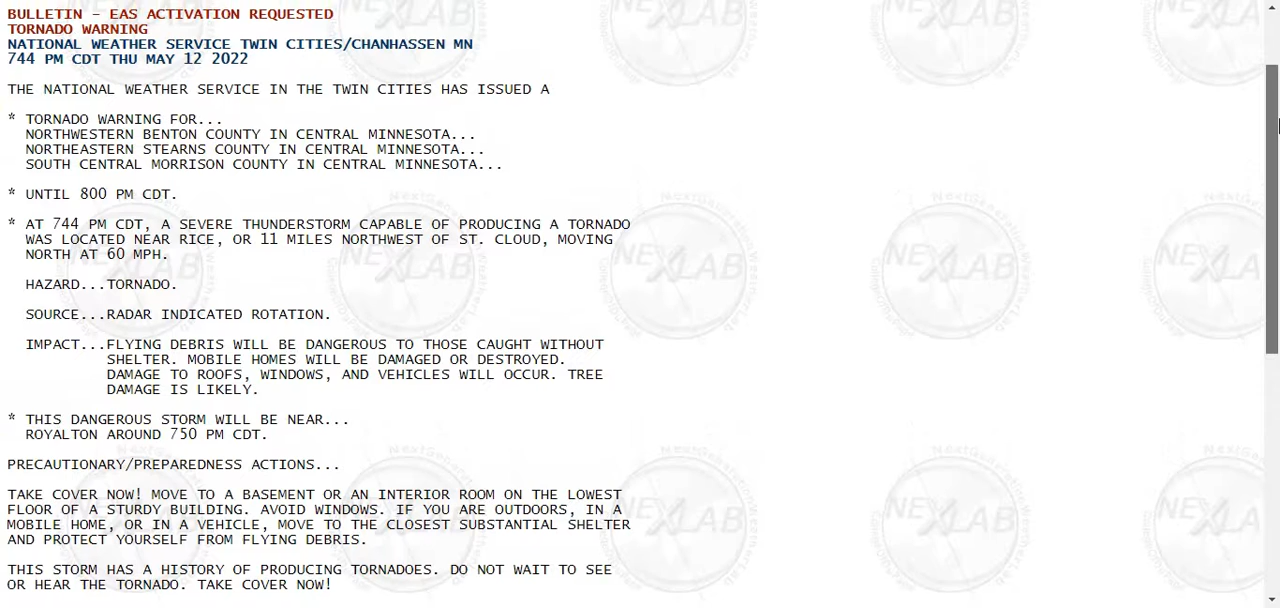 BULLETIN - EAS ACTIVATION REQUESTED
TORNADO WARNING
NATIONAL WEATHER SERVICE TWIN CITIES/CHANHASSEN MN
744 PM CDT THU MAY 12 2022
THE NATIONAL WEATHER SERVICE IN THE TWIN CITIES HAS ISSUED A
* TORNADO WARNING FOR...
NORTHWESTERN BENTON COUNTY IN CENTRAL MINNESOTA...
NORTHEASTERN STEARNS COUNTY IN CENTRAL MINNESOTA...
SOUTH CENTRAL MORRISON COUNTY IN CENTRAL MINNESOTA...
* UNTIL 800 PM CDT.
* AT 744 PM CDT, A SEVERE THUNDERSTORM CAPABLE OF PRODUCING A TORNADO
WAS LOCATED NEAR RICE, OR 11 MILES NORTHWEST OF ST. CLOUD, MOVING
NORTH AT 60 MPH.
HAZARD...TORNADO.
SOURCE...RADAR INDICATED ROTATION.
IMPACT...FLYING DEBRIS WILL BE DANGEROUS TO THOSE CAUGHT WITHOUT
SHELTER. MOBILE HOMES WILL BE DAMAGED OR DESTROYED.
DAMAGE TO ROOFS, WINDOWS, AND VEHICLES WILL OCCUR. TREE
DAMAGE IS LIKELY.
* THIS DANGEROUS STORM WILL BE NEAR...
ROYALTON AROUND 750 PM CDT.
PRECAUTIONARY/PREPAREDNESS ACTIONS...
TAKE COVER NOW! MOVE TO A BASEMENT OR AN INTERIOR ROOM ON THE LOWEST
FLOOR OF A STURDY BUILDING. AVOID WINDOWS. IF YOU ARE OUTDOORS, IN A
MOBILE HOME, OR IN A VEHICLE, MOVE TO THE CLOSEST SUBSTANTIAL SHELTER
AND PROTECT YOURSELF FROM FLYING DEBRIS.
THIS STORM HAS A HISTORY OF PRODUCING TORNADOES. DO NOT WAIT TO SEE
OR HEAR THE TORNADO. TAKE COVER NOW!
NEXLAB